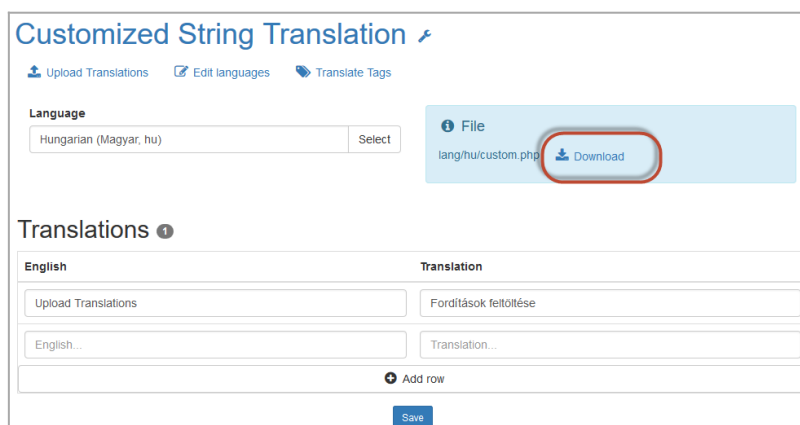 Customized String Translation
Upload Translations Edit languages Translate Tags
Language
Hungarian (Magyar, hu) Select
File
lang/hu/custom.php Download
Translations 1
English Translation
Upload Translations Fordítások feltöltése
English... Translation...
Add row
Save